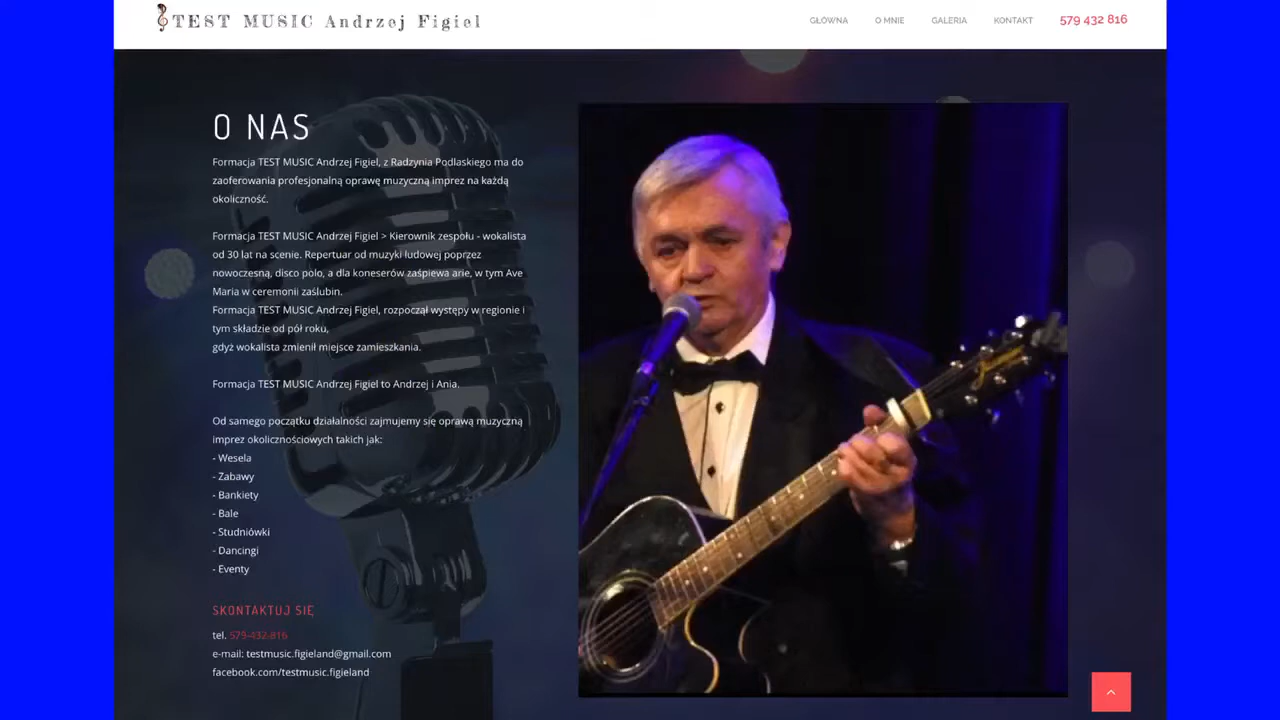 TEST MUSIC Andrzej Figiel
GŁÓWNA O MNIE GALERIA KONTAKT 579 432 816
O NAS
Formacja TEST MUSIC Andrzej Figiel, z Radzynia Podlaskiego ma do
zaoferowania profesjonalną oprawę muzyczną imprez na każdą
okoliczność.
Formacja TEST MUSIC Andrzej Figiel > Kierownik zespołu - wokalista
od 30 lat na scenie. Repertuar od muzyki ludowej poprzez
nowoczesną, disco polo, a dla koneserów zaśpiewa arie, w tym Ave
Maria w ceremonii zaślubin.
Formacja TEST MUSIC Andrzej Figiel, rozpoczął występy w regionie i
tym składzie od pół roku,
gdyż wokalista zmienił miejsce zamieszkania.
Formacja TEST MUSIC Andrzej Figiel to Andrzej i Ania.
Od samego początku działalności zajmujemy się oprawą muzyczną
imprez okolicznościowych takich jak:
- Wesela
- Zabawy
- Bankiety
- Bale
- Studniówki
- Dancingi
- Eventy
SKONTAKTUJ SIĘ
tel. 579-432-816
e-mail: testmusic.figieland@gmail.com
facebook.com/testmusic.figieland